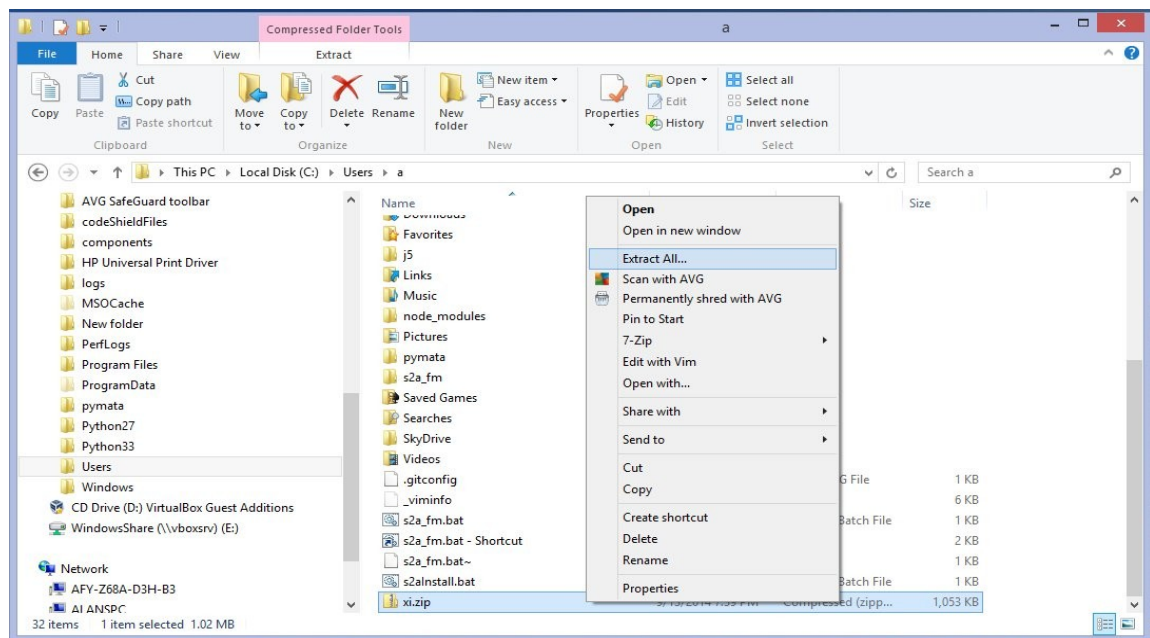 Compressed Folder Tools
a
File
Home
Share
View
Extract
Copy
Paste
Cut
Copy path
Paste shortcut
Clipboard
Move to
Copy to
Delete
Rename
Organize
New folder
New item
Easy access
New
Properties
Open
Edit
History
Open
Select all
Select none
Invert selection
Select
This PC
Local Disk (C:)
Users
a
Search a
AVG SafeGuard toolbar
codeShieldFiles
components
HP Universal Print Driver
logs
MSOCache
New folder
PerfLogs
Program Files
ProgramData
pymata
Python27
Python33
Users
Windows
CD Drive (D:) VirtualBox Guest Additions
WindowsShare (\\vboxsrv) (E:)
Network
AFY-Z68A-D3H-B3
ALANSPC
Name
Size
Downloads
Favorites
j5
Links
Music
node_modules
Pictures
pymata
s2a_fm
Saved Games
Searches
SkyDrive
Videos
.gitconfig
G File
1 KB
_viminfo
6 KB
s2a_fm.bat
Batch File
1 KB
s2a_fm.bat - Shortcut
2 KB
s2a_fm.bat~
1 KB
s2aInstall.bat
Batch File
1 KB
xi.zip
Compressed (zipp...
1,053 KB
Open
Open in new window
Extract All...
Scan with AVG
Permanently shred with AVG
Pin to Start
7-Zip
Edit with Vim
Open with...
Share with
Send to
Cut
Copy
Create shortcut
Delete
Rename
Properties
32 items
1 item selected 1.02 MB